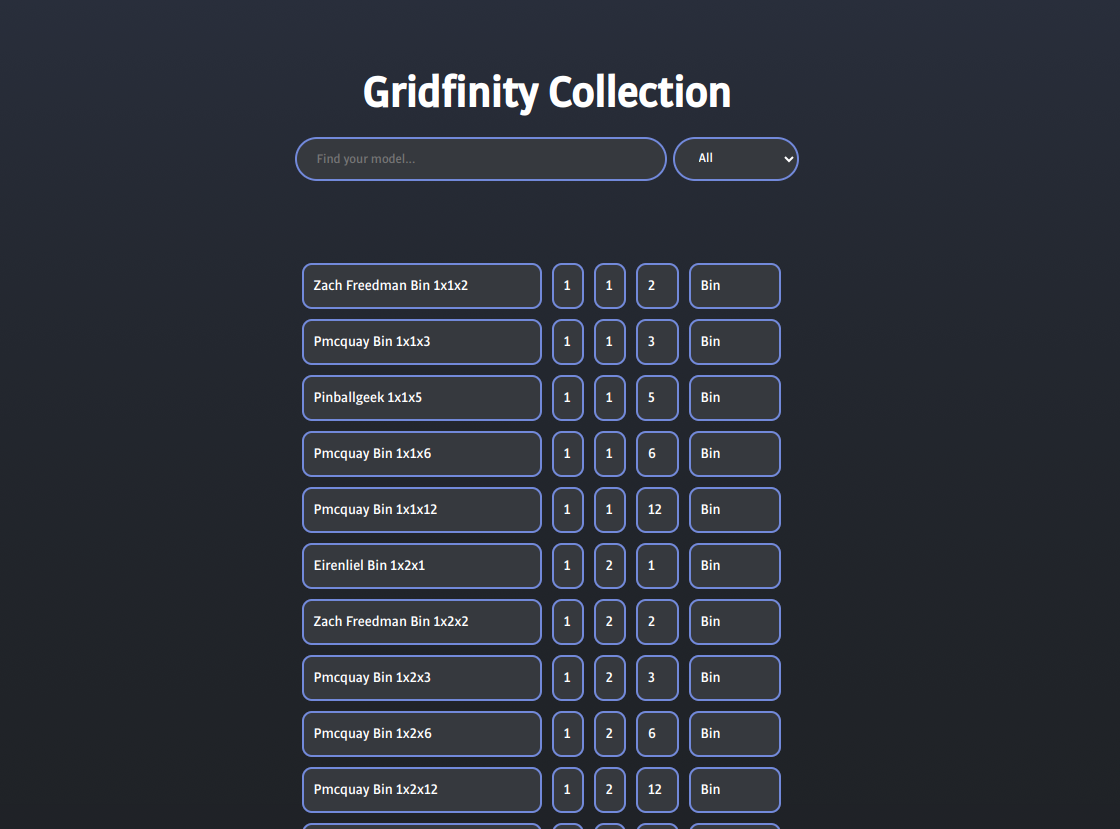 Gridfinity Collection
Find your model... All
Zach Freedman Bin 1x1x2 1 1 2 Bin
Pmcquay Bin 1x1x3 1 1 3 Bin
Pinballgeek 1x1x5 1 1 5 Bin
Pmcquay Bin 1x1x6 1 1 6 Bin
Pmcquay Bin 1x1x12 1 1 12 Bin
Eirenliel Bin 1x2x1 1 2 1 Bin
Zach Freedman Bin 1x2x2 1 2 2 Bin
Pmcquay Bin 1x2x3 1 2 3 Bin
Pmcquay Bin 1x2x6 1 2 6 Bin
Pmcquay Bin 1x2x12 1 2 12 Bin